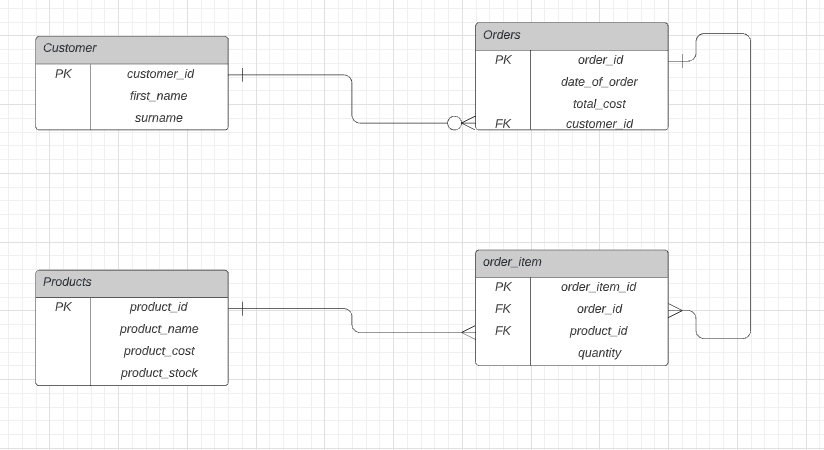 Customer
PK customer_id
first_name
surname
Orders
PK order_id
date_of_order
total_cost
FK customer_id
Products
PK product_id
product_name
product_cost
product_stock
order_item
PK order_item_id
FK order_id
FK product_id
quantity